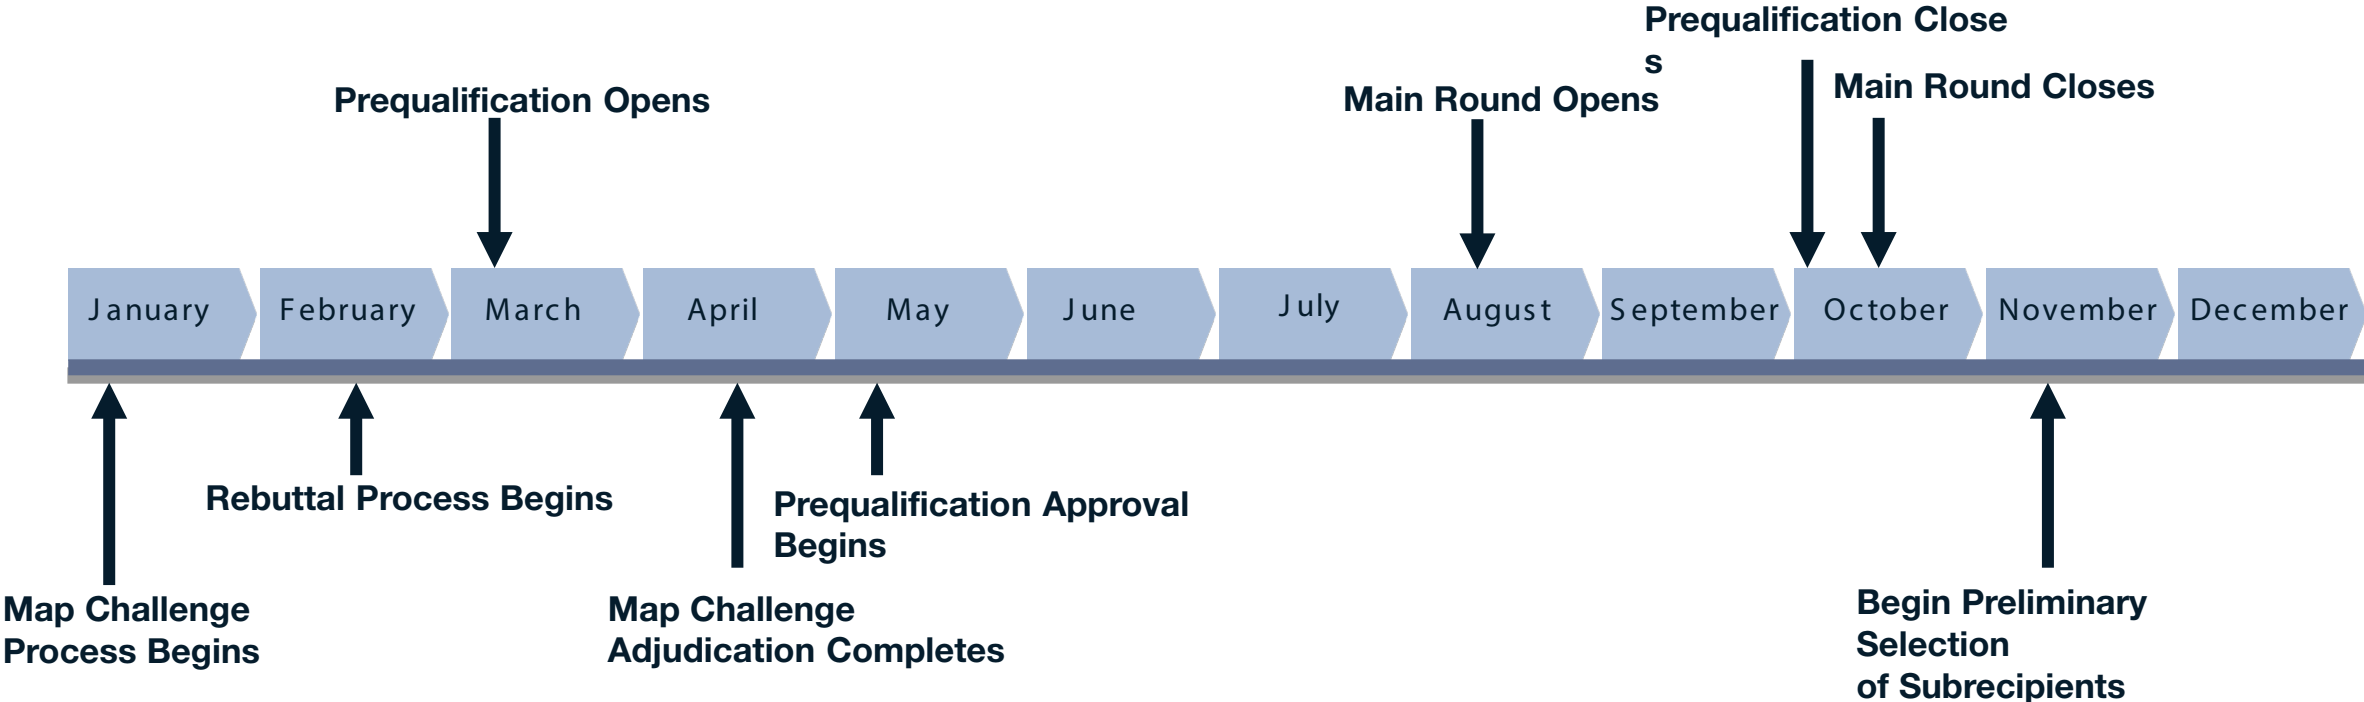 Prequalification Close
s
Prequalification Opens
Main Round Opens
Main Round Closes
January
February
March
April
May
June
July
August
September
October
November
December
Rebuttal Process Begins
Prequalification Approval
Begins
Map Challenge
Process Begins
Map Challenge
Adjudication Completes
Begin Preliminary
Selection
of Subrecipients